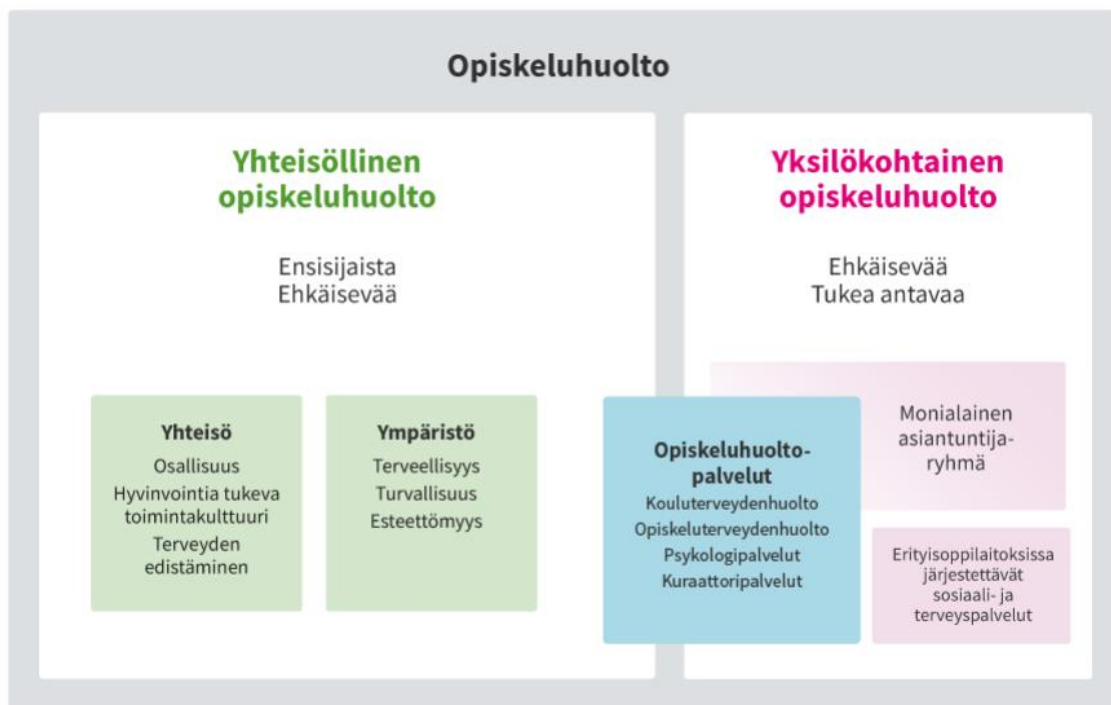 Opiskeluhuolto
Yhteisöllinen
opiskeluhuolto
Ensisijaista
Ehkäisevää
Yhteisö
Osallisuus
Hyvinvointia tukeva
toimintakulttuuri
Terveyden
edistäminen
Ympäristö
Terveellisyys
Turvallisuus
Esteettömyys
Yksilökohtainen
opiskeluhuolto
Ehkäisevää
Tukea antavaa
Opiskeluhuolto-
palvelut
Kouluterveydenhuolto
Opiskeluterveydenhuolto
Psykologipalvelut
Kuraattoripalvelut
Monialainen
asiantuntija-
ryhmä
Erityisoppilaitoksissa
järjestettävät
sosiaali- ja
terveyspalvelut